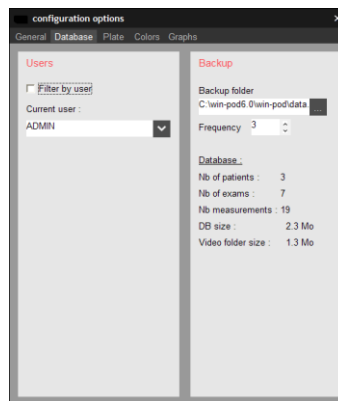 configuration options
General Database Plate Colors Graphs
Users
Filter by user
Current user :
ADMIN
Backup
Backup folder
C:\win-pod6.0\win-pod\data. ...
Frequency 3
Database :
Nb of patients : 3
Nb of exams : 7
Nb measurements : 19
DB size : 2.3 Mo
Video folder size : 1.3 Mo